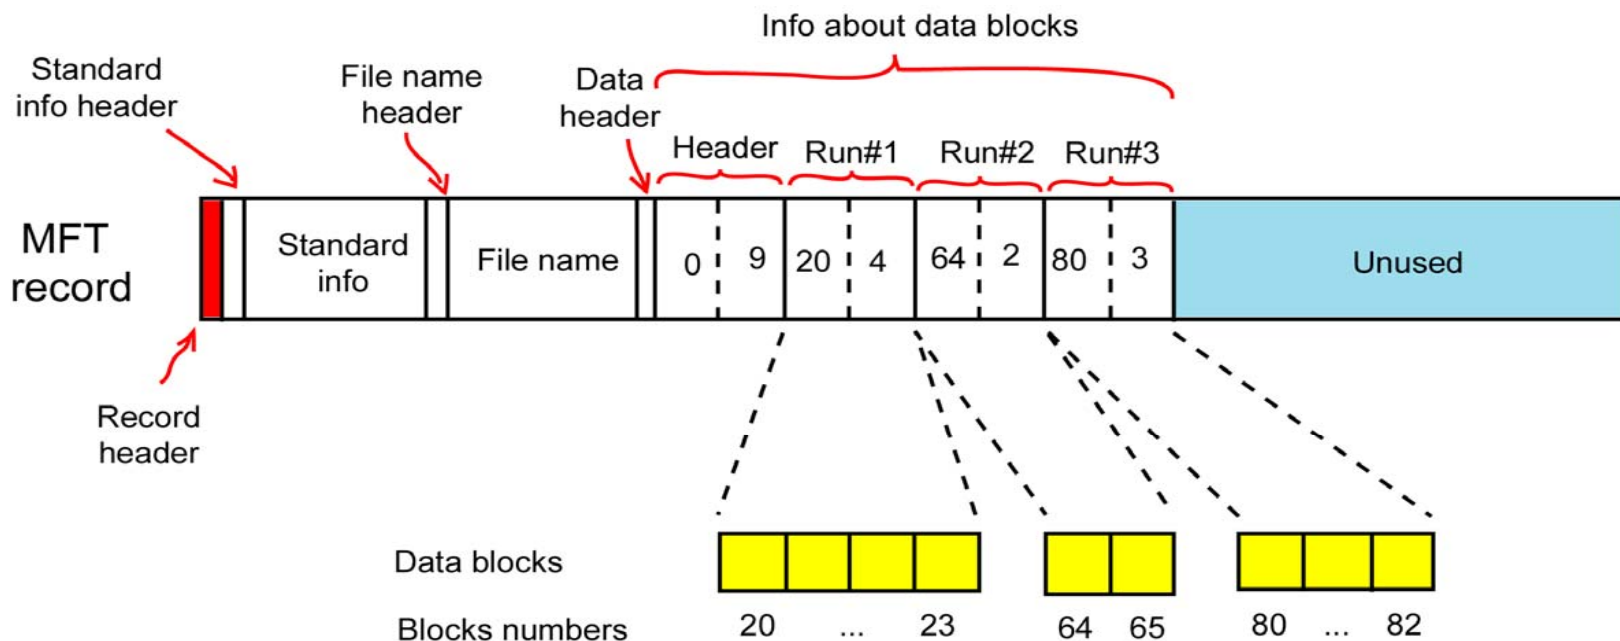 Info about data blocks
Standard
info header
File name
header
Data
header
Header
Run#1
Run#2
Run#3
MFT
record
Standard
info
File name
0 9 20 4 64 2 80 3
Unused
Record
header
Data blocks
Blocks numbers 20 ... 23 64 65 80 ... 82